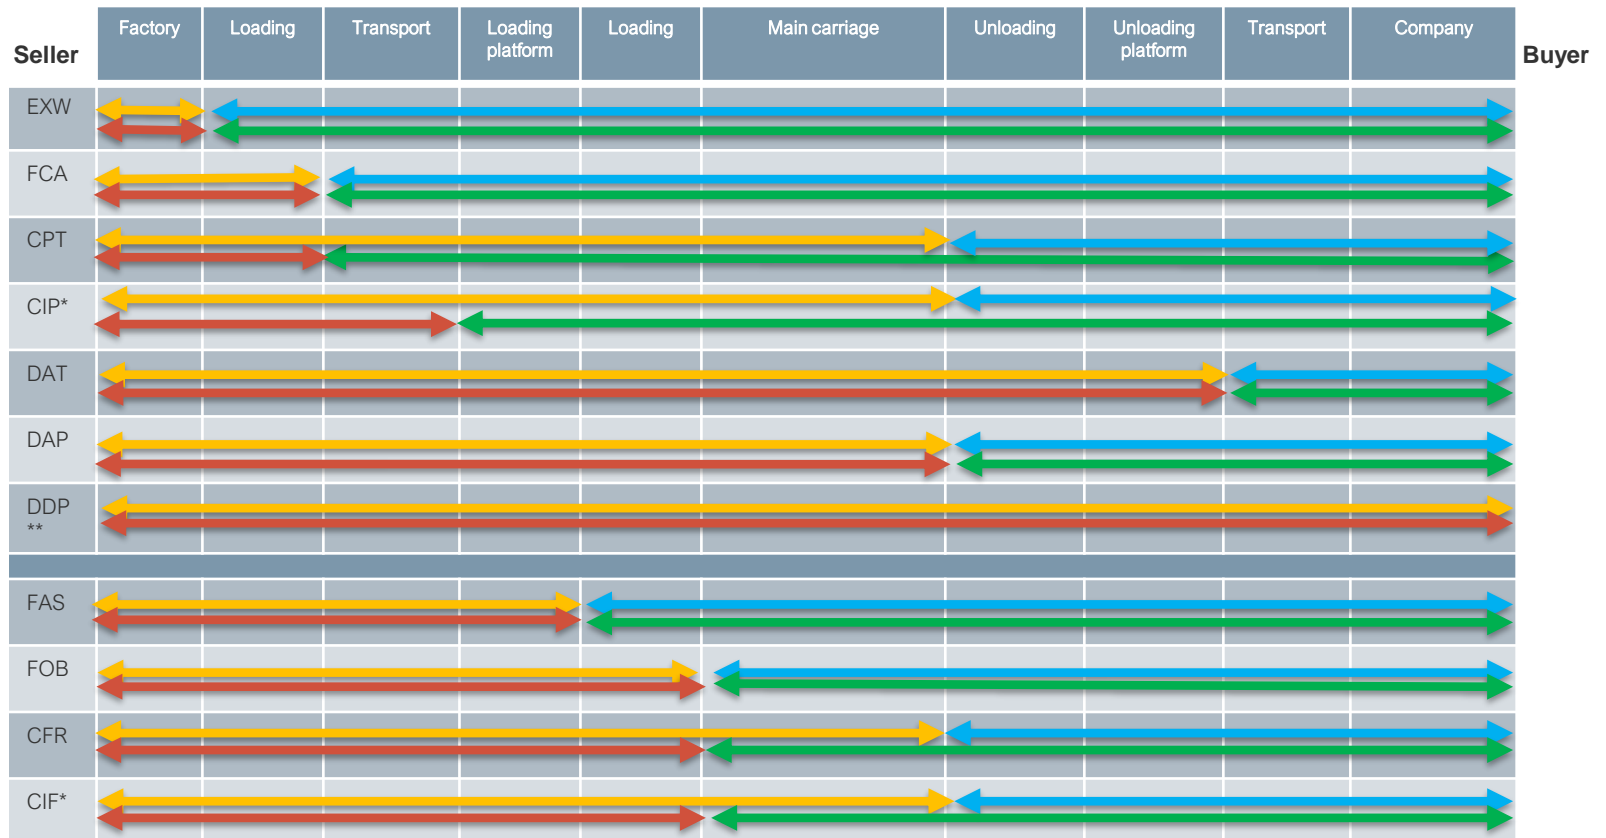 Seller
Factory
Loading
Transport
Loading
platform
Loading
Main carriage
Unloading
Unloading
platform
Transport
Company
Buyer
EXW
FCA
CPT
CIP*
DAT
DAP
DDP
**
FAS
FOB
CFR
CIF*